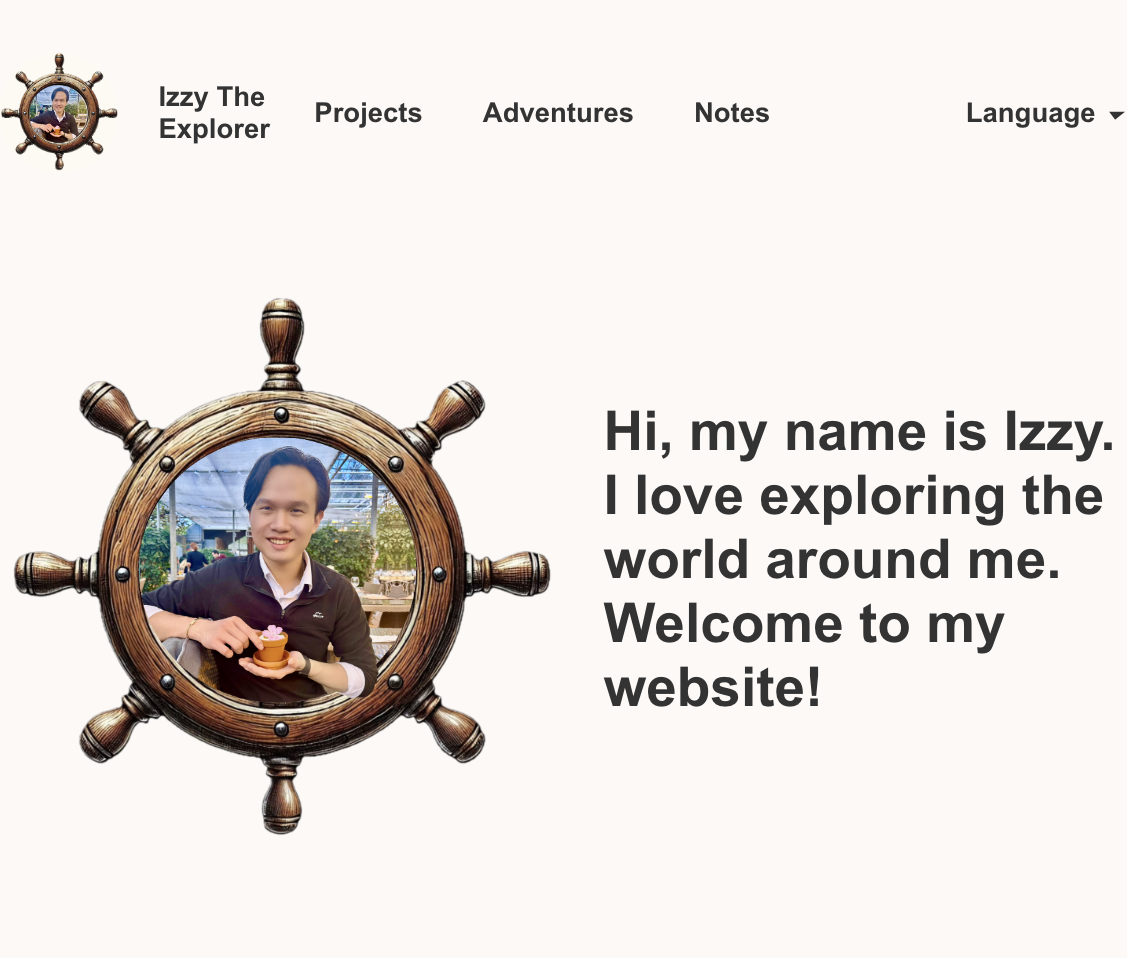 Izzy The
Explorer
Projects
Adventures
Notes
Language
Hi, my name is Izzy.
I love exploring the
world around me.
Welcome to my
website!